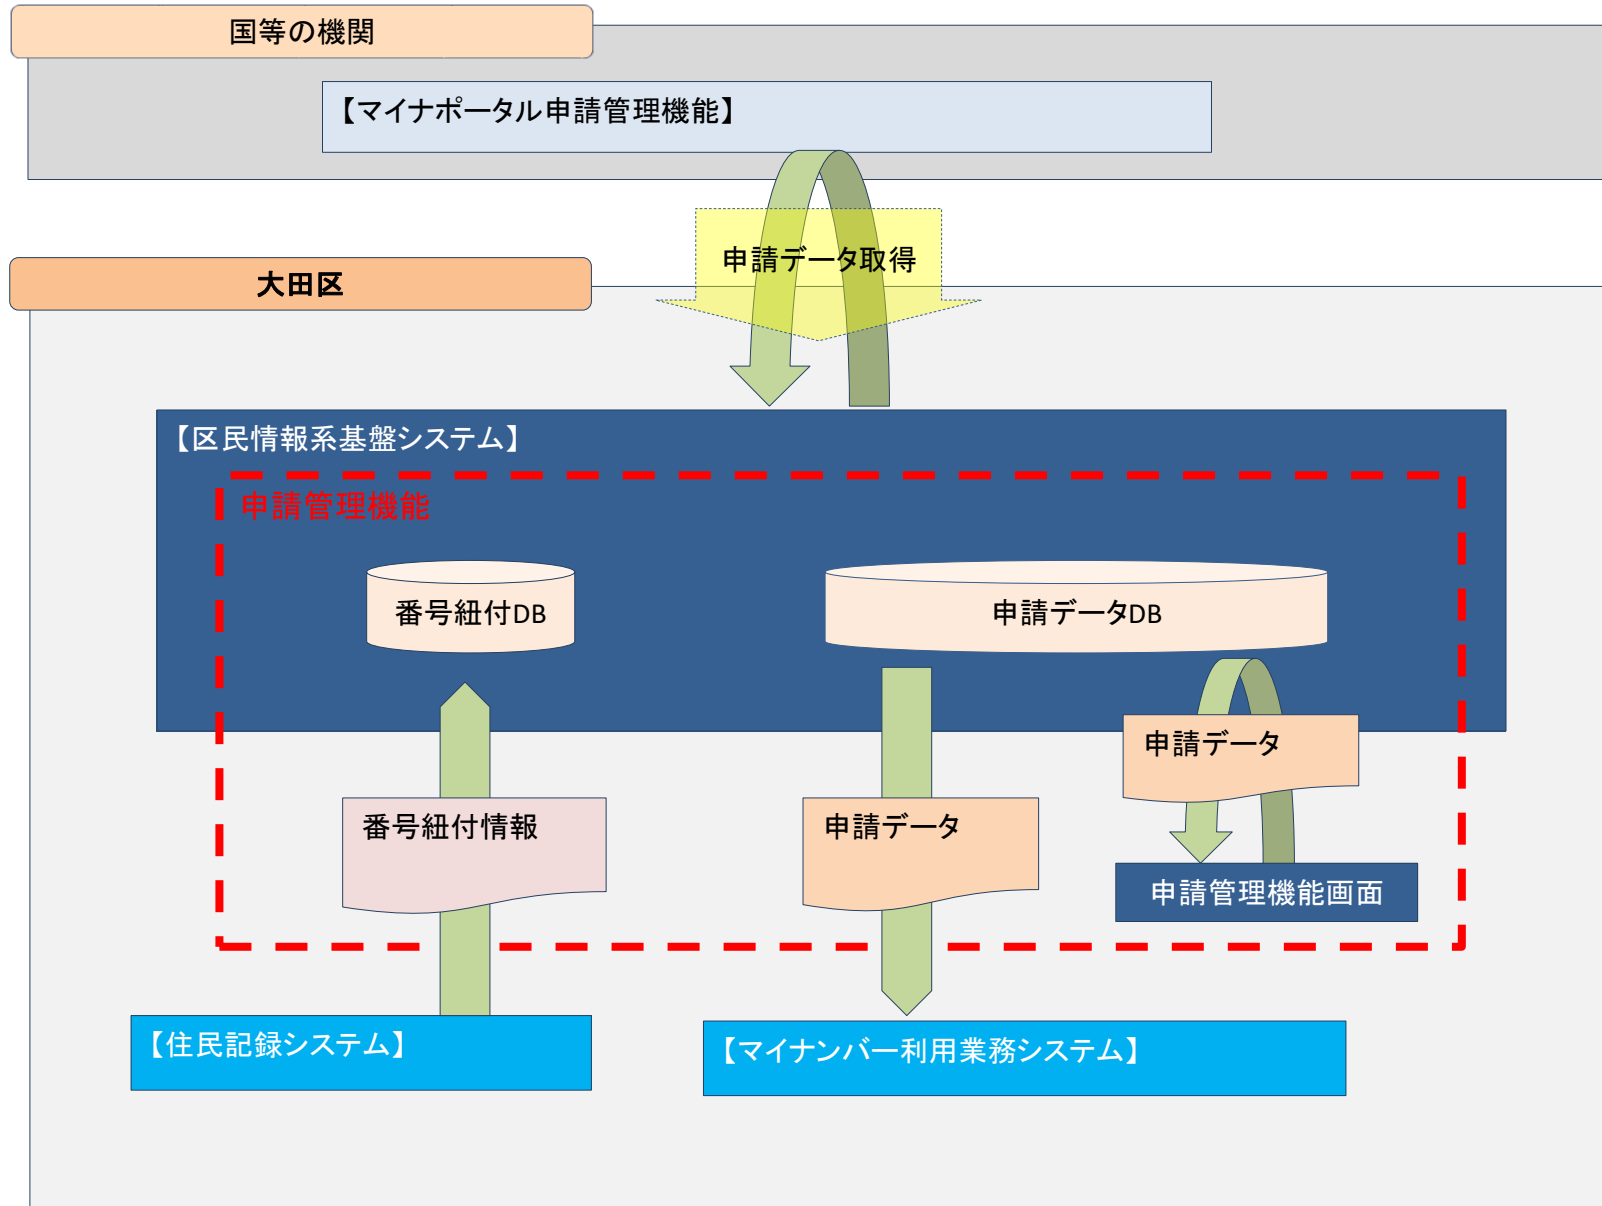 国等の機関
【マイナポータル申請管理機能】
申請データ取得
大田区
【区民情報系基盤システム】
申請管理機能
番号紐付DB
申請データDB
申請データ
番号紐付情報
申請データ
申請管理機能画面
【住民記録システム】
【マイナンバー利用業務システム】